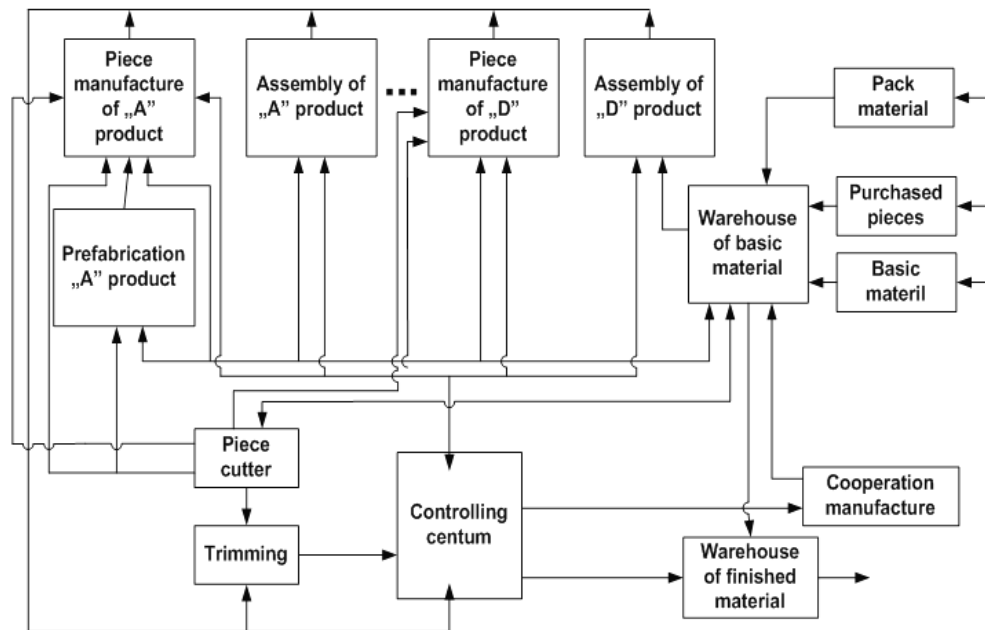 Piece
manufacture
of „A”
product
Assembly of
„A” product
...
Piece
manufacture
of „D”
product
Assembly of
„D” product
Pack
material
Prefabrication
„A” product
Warehouse
of basic
material
Purchased
pieces
Basic
materil
Piece
cutter
Trimming
Controlling
centum
Cooperation
manufacture
Warehouse
of finished
material